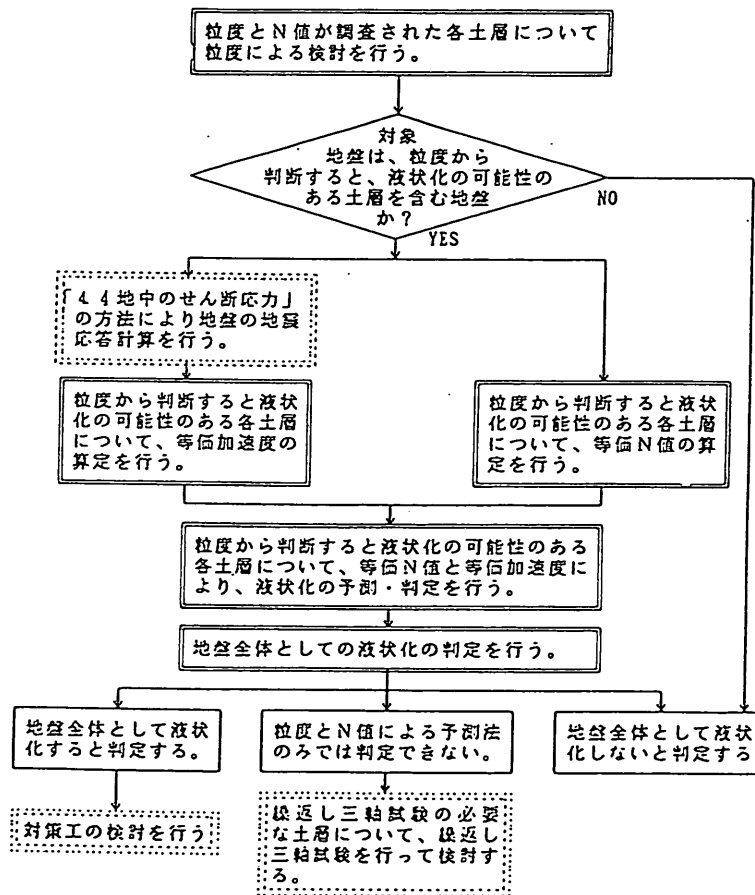 粒度とN値が調査された各土層について
粒度による検討を行う。
対象
地盤は、粒度から
判断すると、液状化の可能性の
ある土層を含む地盤
か？
NO
YES
「4.4地中のせん断応力」
の方法により地盤の地震
応答計算を行う。
粒度から判断すると液状
化の可能性のある各土層
について、等価加速度の
算定を行う。
粒度から判断すると液状
化の可能性のある各土層
について、等価N値の算
定を行う。
粒度から判断すると液状化の可能性のある
各土層について、等価N値と等価加速度に
より、液状化の予測・判定を行う。
地盤全体としての液状化の判定を行う。
地盤全体として液状
化すると判定する。
粒度とN値による予測法
のみでは判定できない。
地盤全体として液状
化しないと判定する
対策工の検討を行う
繰返し三軸試験の必要
な土層について、繰返し
三軸試験を行って検討す
る。